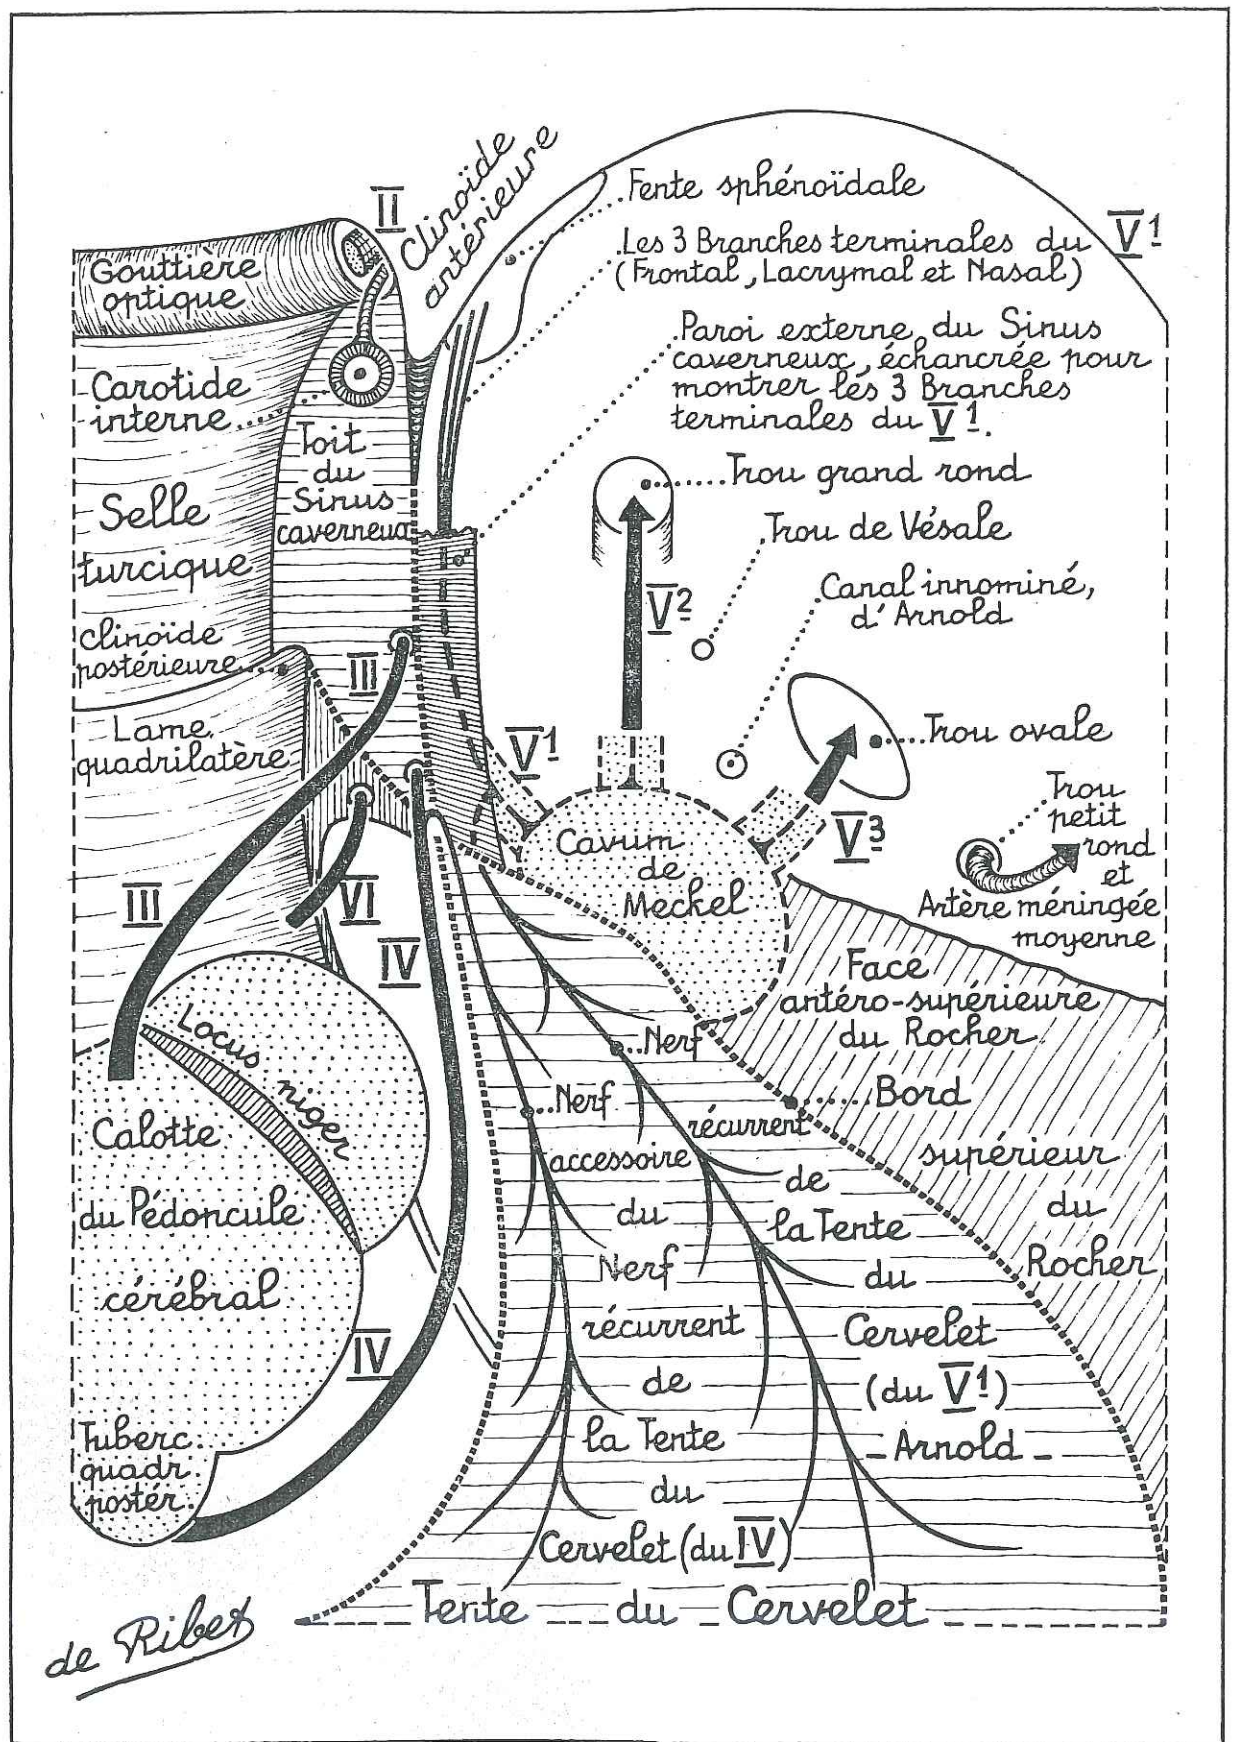 II
Clinoïde
antérieure
Gouttière
optique
Carotide
interne
Toit
du
Sinus
caverneux
Selle
turcique
Clinoïde
postérieure
Lame
quadrilatère
III
III
VI
IV
Fente sphénoïdale
Les 3 Branches terminales du V1
(Frontal, Lacrymal et Nasal)
Paroi externe du Sinus
caverneux, échancrée pour
montrer les 3 Branches
terminales du V1.
Trou grand rond
Trou de Vésale
Canal innominé,
d'Arnold
V2
Trou ovale
V1
V3
Trou
petit
rond
et
Artère méningée
moyenne
Cavum
de
Meckel
Face
antéro-supérieure
du Rocher
Bord
supérieur
du
Rocher
Locus niger
Calotte
du Pédoncule
cérébral
IV
Tuberc.
quadr.
postér.
Nerf
récurrent
de
la Tente
du
Cervelet
(du V1)
- Arnold -
Nerf
accessoire
du
Nerf
récurrent
de
la Tente
du
Cervelet (du IV)
Tente du Cervelet
de Ribet